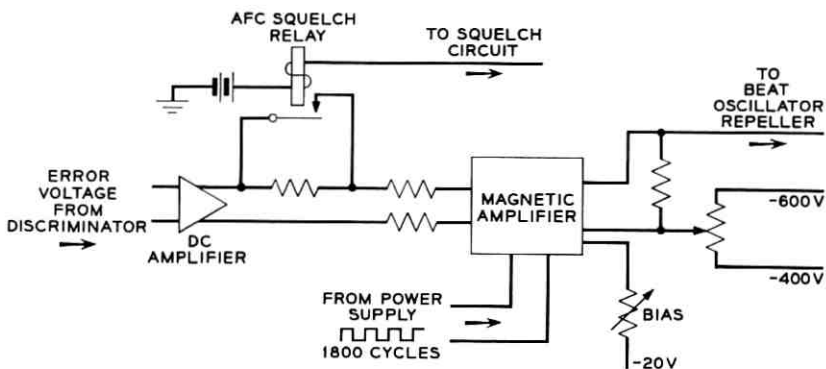 AFC SQUELCH
RELAY
TO SQUELCH
CIRCUIT
TO
BEAT
OSCILLATOR
REPELLER
ERROR
VOLTAGE
FROM
DISCRIMINATOR
DC
AMPLIFIER
MAGNETIC
AMPLIFIER
-600V
-400V
FROM POWER
SUPPLY
1800 CYCLES
BIAS
-20V